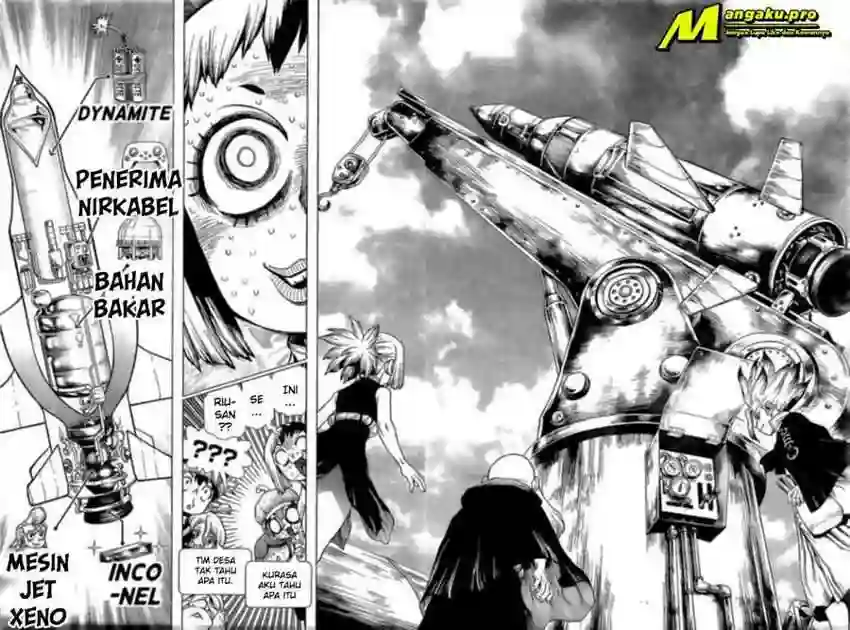 Mangaku.pro
DYNAMITE
PENERIMA
NIRKABEL
BAHAN
BAKAR
MESIN
JET
XENO
INCO
-NEL
INI
...
SE
...
RIU-
SAN
??
???
TIM DESA
TAK TAHU
APA ITU.
KURASA
AKU TAHU
APA ITU